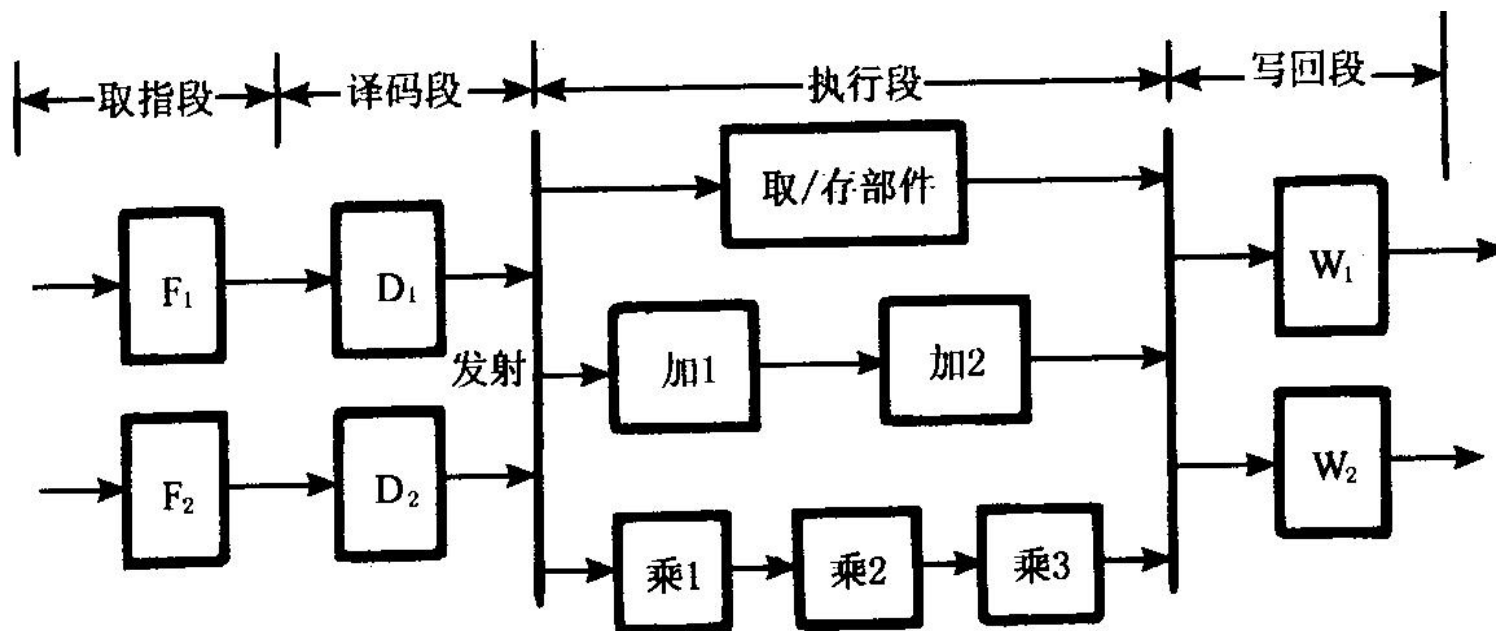 取指段
译码段
执行段
写回段
取/存部件
F₁
D₁
W₁
发射
加1
加2
F₂
D₂
W₂
乘1
乘2
乘3